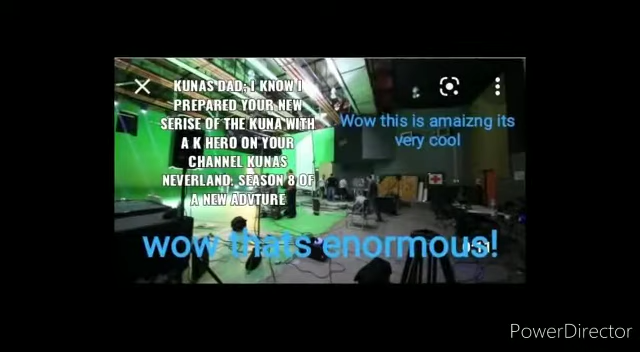 KUNAS DAD: I KNOW I
PREPARED YOUR NEW
SERISE OF THE KUNA WITH
A K HERO ON YOUR
CHANNEL KUNAS
NEVERLAND. SEASON 8 OF
A NEW ADVTURE
Wow this is amaizng its
very cool
wow thats enormous!
PowerDirector